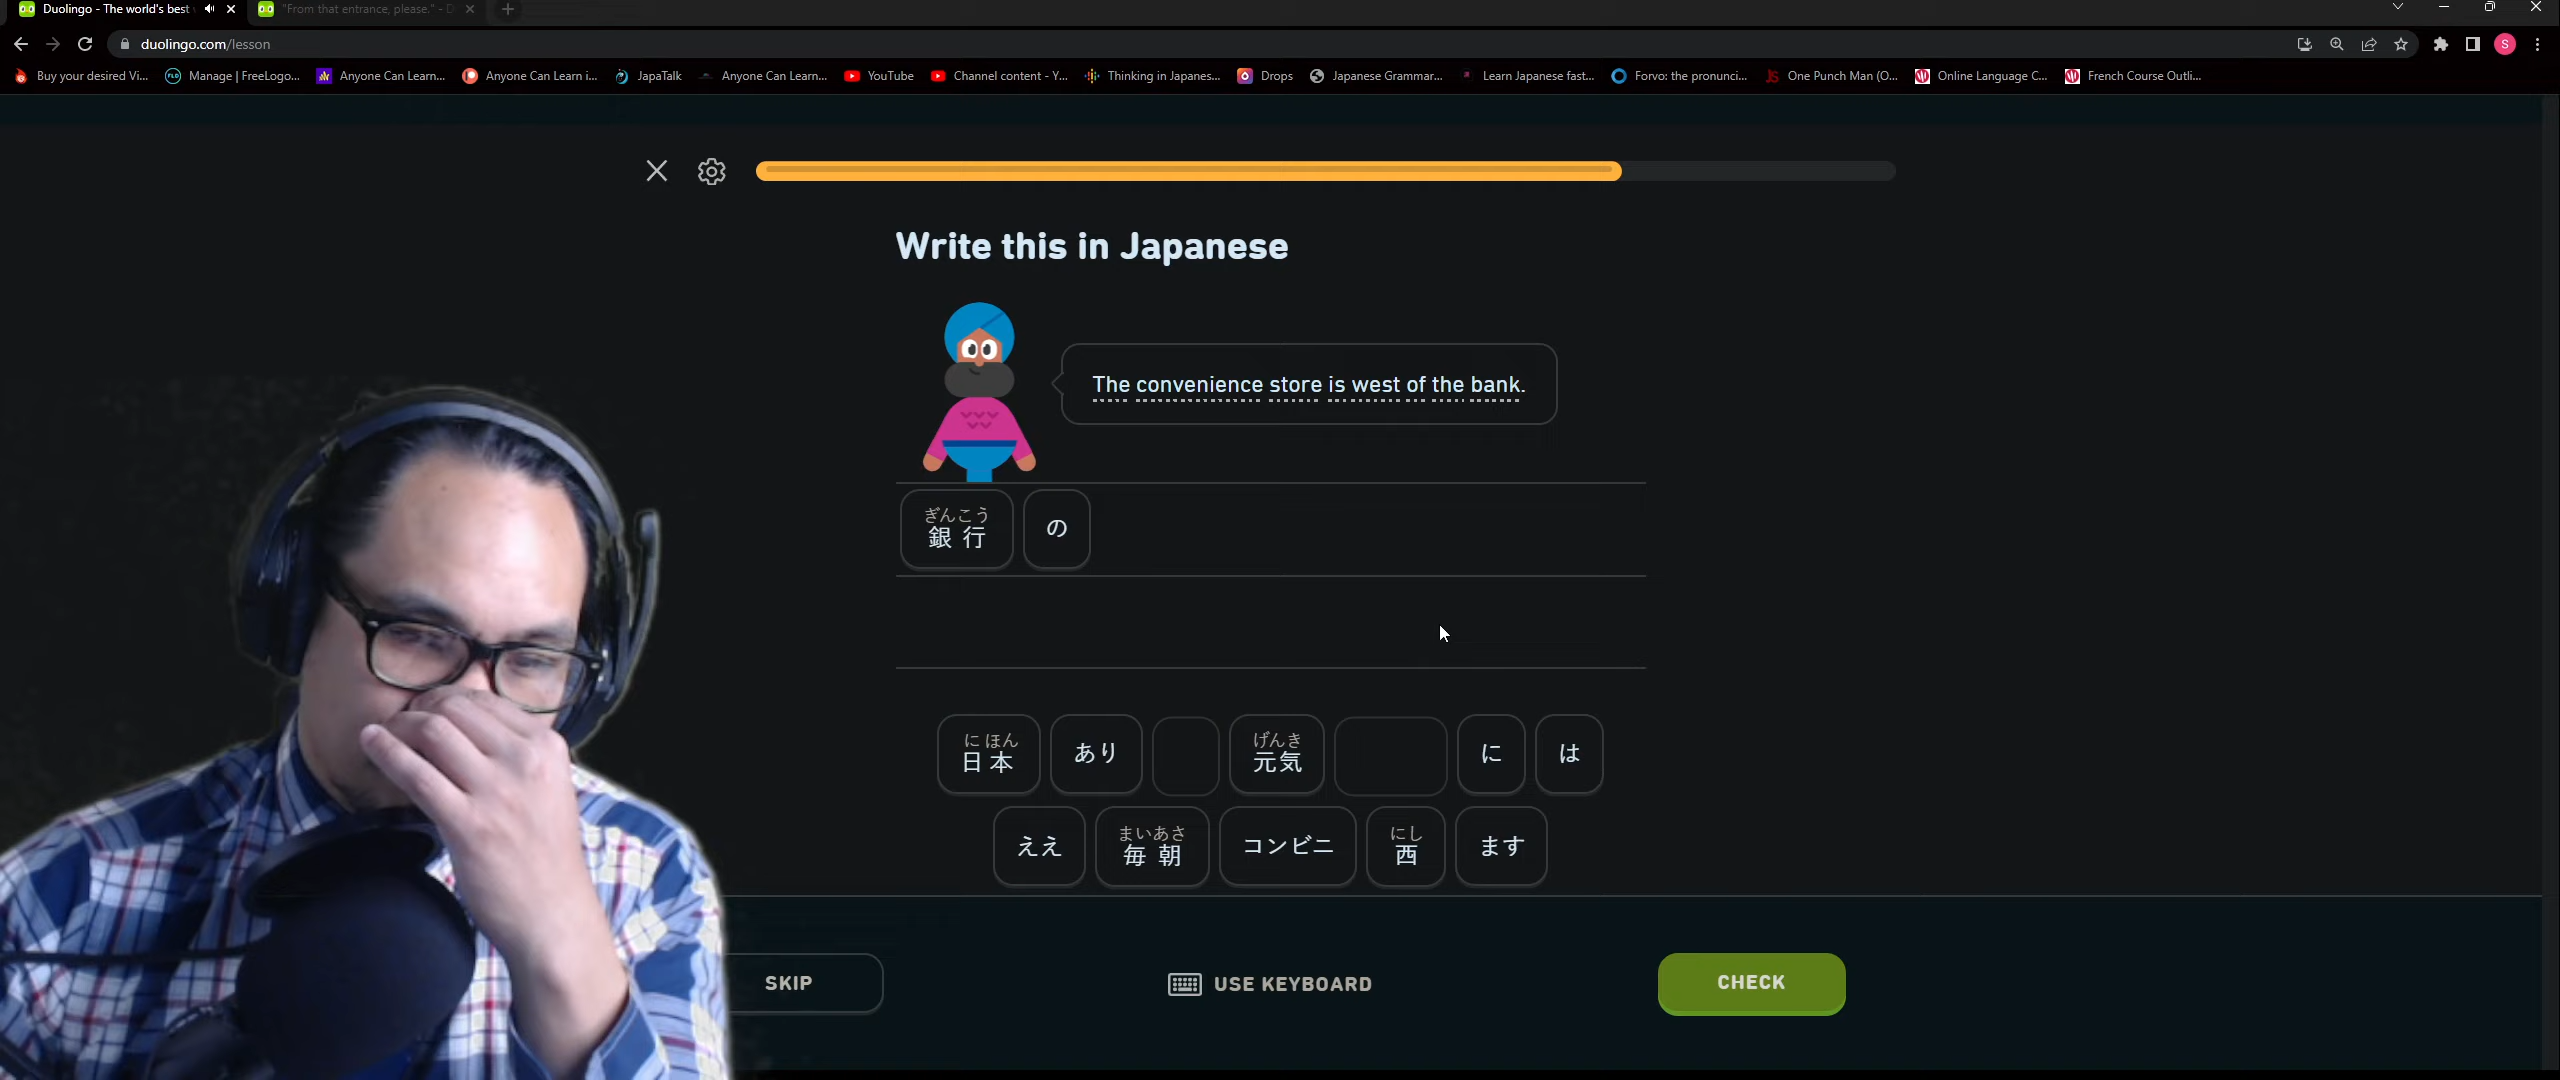 Duolingo - The world's best
"From that entrance, please." - D
duolingo.com/lesson
S
Buy your desired Vi... Manage | FreeLogo... Anyone Can Learn... Anyone Can Learn i... JapaTalk Anyone Can Learn... YouTube Channel content - Y... Thinking in Japanes... Drops Japanese Grammar... Learn Japanese fast... Forvo: the pronunci... One Punch Man (O... Online Language C... French Course Outli...
Write this in Japanese
The convenience store is west of the bank.
ぎんこう
銀行 の
にほん げんき
日本 あり 元気 に は
まいあさ にし
ええ 毎朝 コンビニ 西 ます
SKIP USE KEYBOARD CHECK